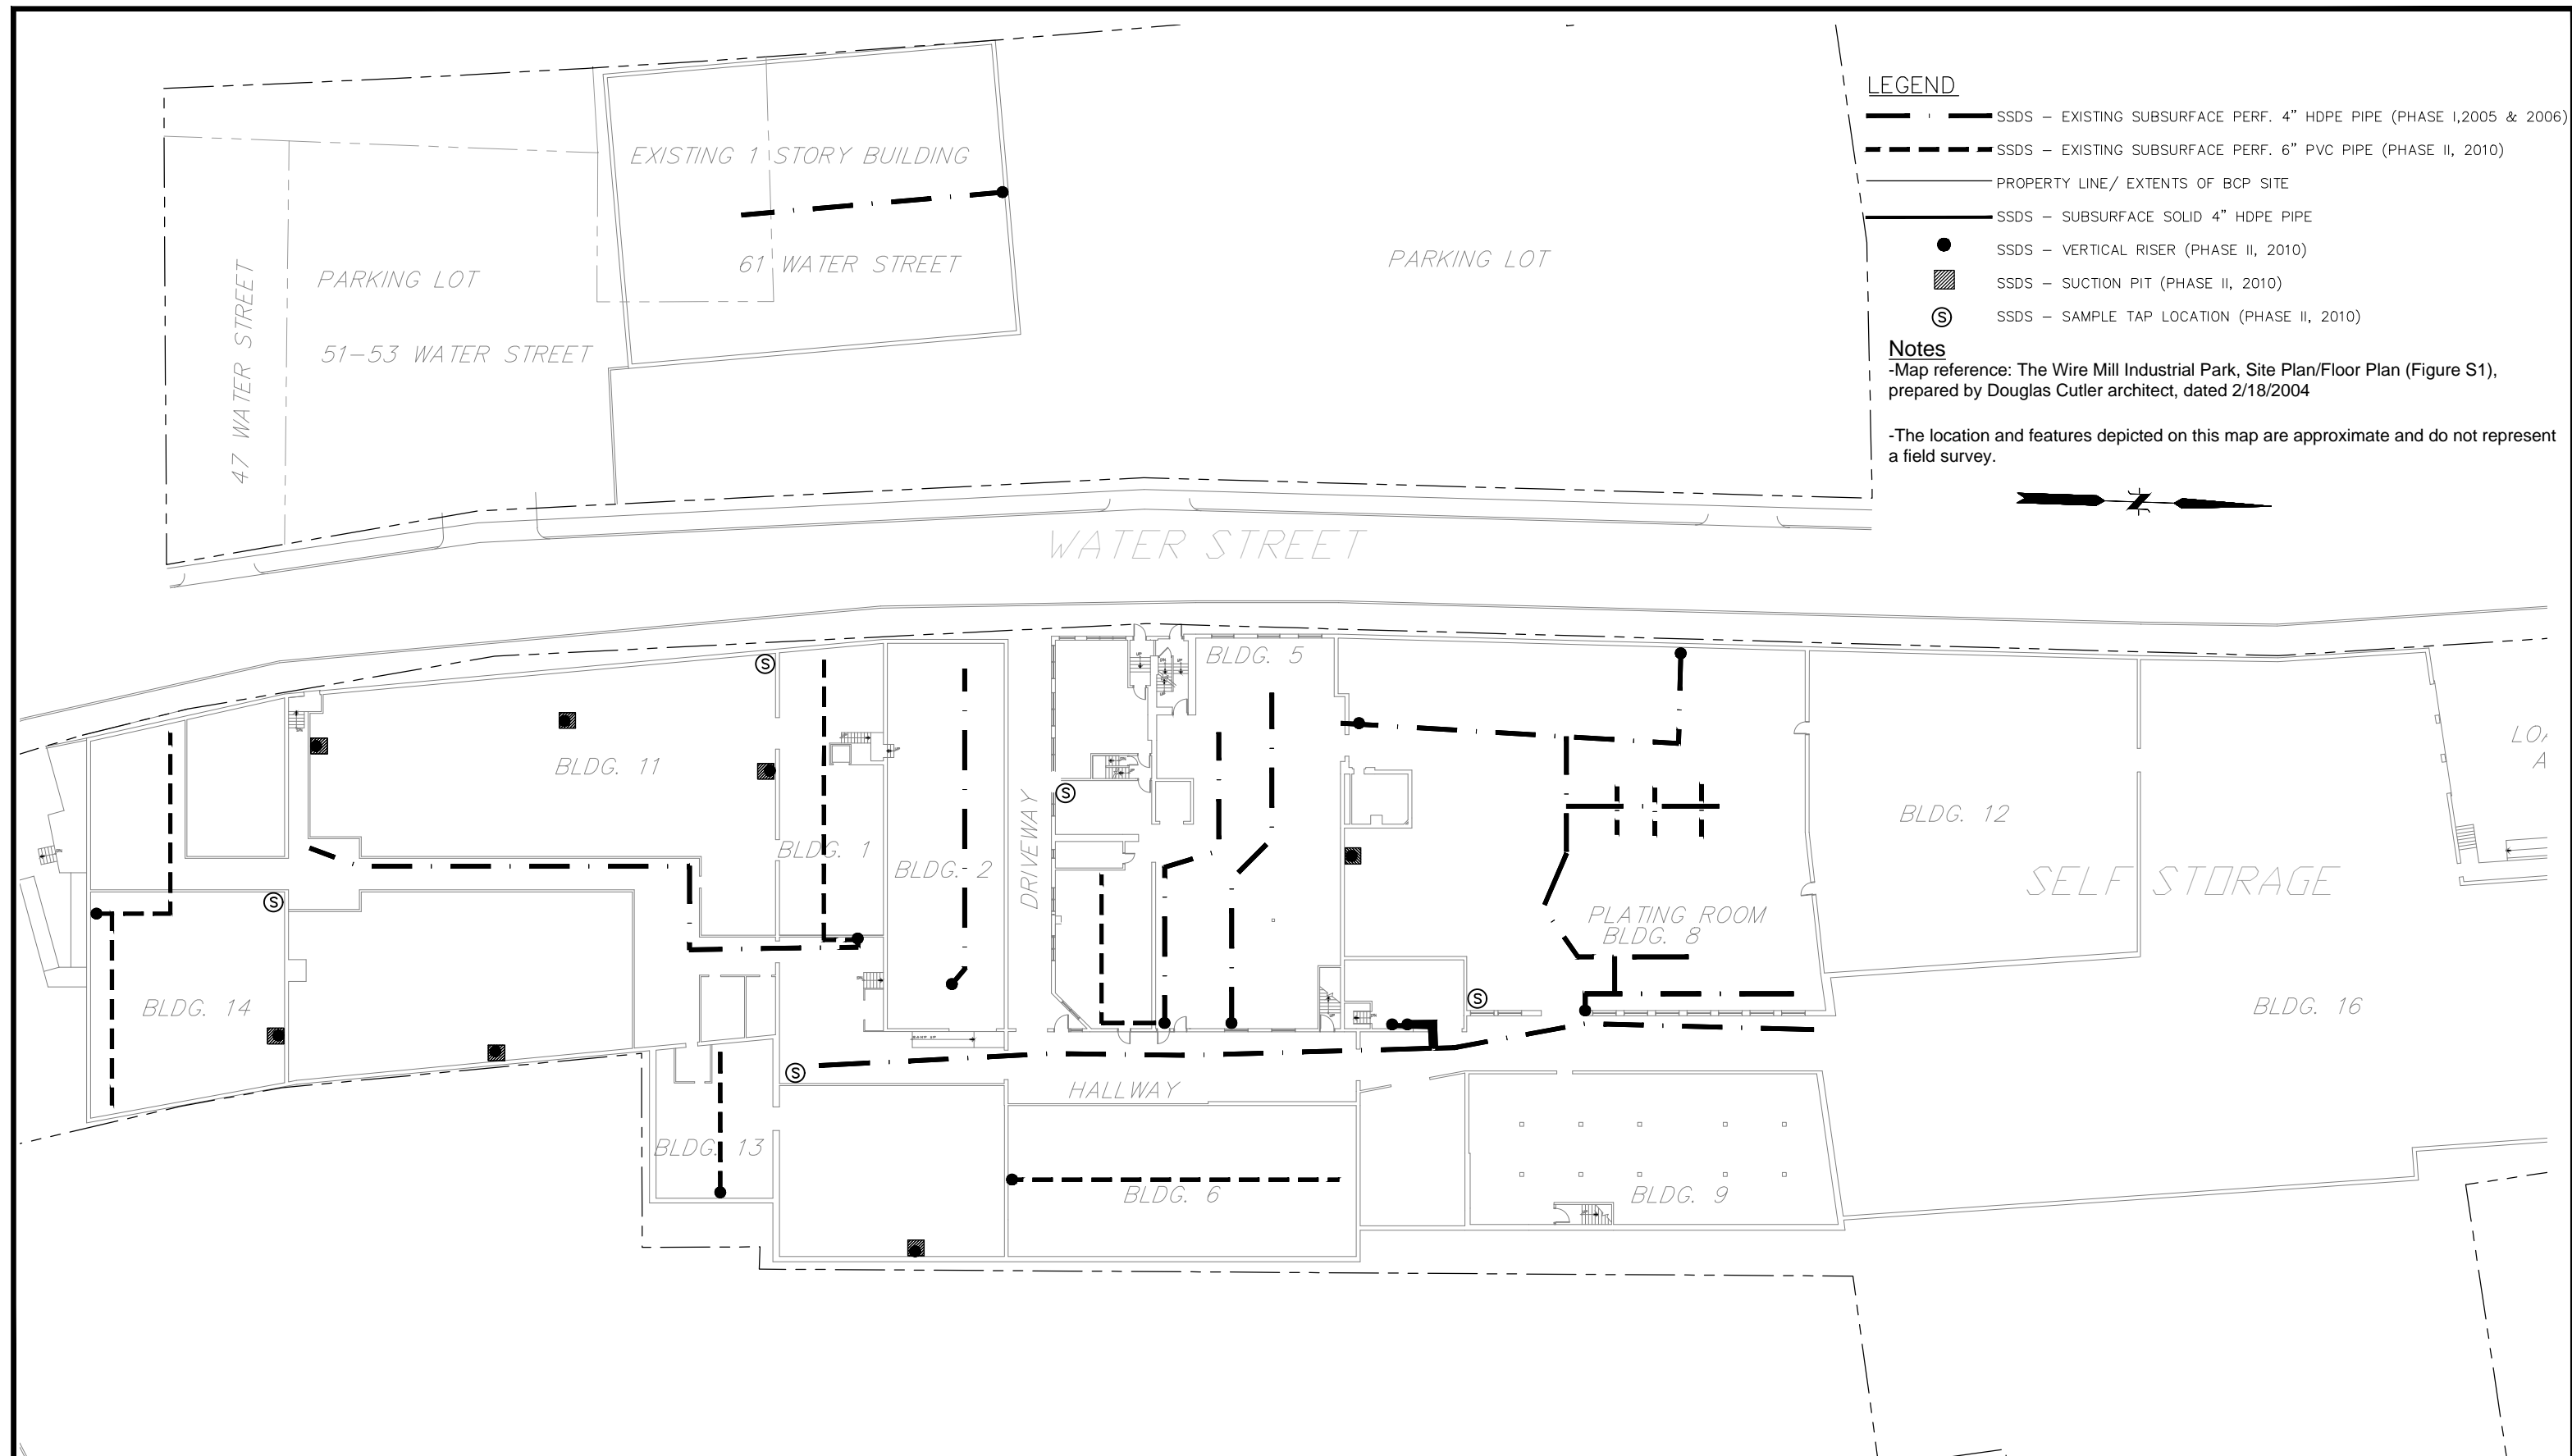 LEGEND
SSDS – EXISTING SUBSURFACE PERF. 4" HDPE PIPE (PHASE I,2005 & 2006)
SSDS – EXISTING SUBSURFACE PERF. 6" PVC PIPE (PHASE II, 2010)
PROPERTY LINE/ EXTENTS OF BCP SITE
SSDS – SUBSURFACE SOLID 4" HDPE PIPE
SSDS – VERTICAL RISER (PHASE II, 2010)
SSDS – SUCTION PIT (PHASE II, 2010)
S SSDS – SAMPLE TAP LOCATION (PHASE II, 2010)
Notes
-Map reference: The Wire Mill Industrial Park, Site Plan/Floor Plan (Figure S1),
prepared by Douglas Cutler architect, dated 2/18/2004
-The location and features depicted on this map are approximate and do not represent
a field survey.
EXISTING 1 STORY BUILDING
61 WATER STREET
PARKING LOT
PARKING LOT
51–53 WATER STREET
47 WATER STREET
WATER STREET
BLDG. 5
S
BLDG. 11
S
BLDG. 1
BLDG. 2
DRIVEWAY
BLDG. 12
SELF STORAGE
S
PLATING ROOM
BLDG. 8
S
BLDG. 14
BLDG. 16
S
HALLWAY
BLDG. 13
BLDG. 6
BLDG. 9